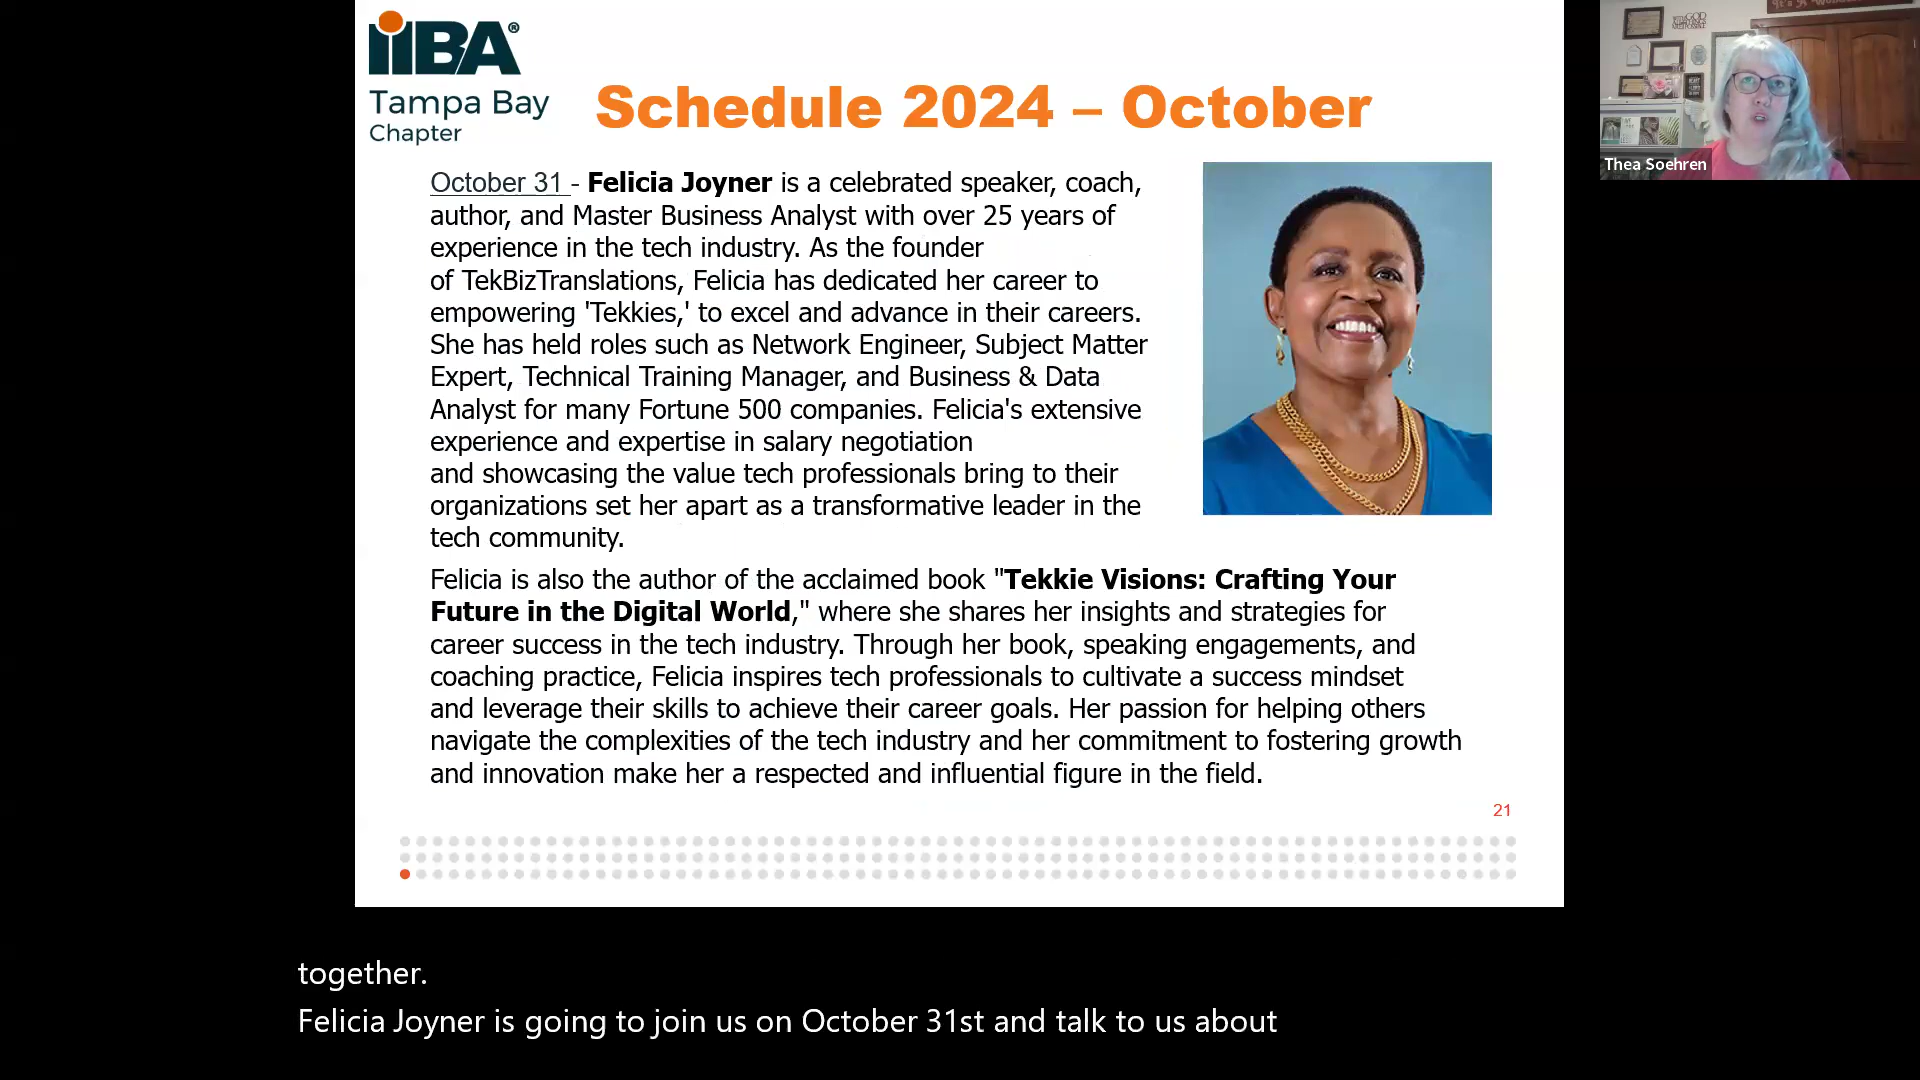 iiBA®
Tampa Bay
Chapter
Schedule 2024 – October
October 31 - Felicia Joyner is a celebrated speaker, coach,
author, and Master Business Analyst with over 25 years of
experience in the tech industry. As the founder
of TekBizTranslations, Felicia has dedicated her career to
empowering 'Tekkies,' to excel and advance in their careers.
She has held roles such as Network Engineer, Subject Matter
Expert, Technical Training Manager, and Business & Data
Analyst for many Fortune 500 companies. Felicia's extensive
experience and expertise in salary negotiation
and showcasing the value tech professionals bring to their
organizations set her apart as a transformative leader in the
tech community.
Felicia is also the author of the acclaimed book "Tekkie Visions: Crafting Your
Future in the Digital World," where she shares her insights and strategies for
career success in the tech industry. Through her book, speaking engagements, and
coaching practice, Felicia inspires tech professionals to cultivate a success mindset
and leverage their skills to achieve their career goals. Her passion for helping others
navigate the complexities of the tech industry and her commitment to fostering growth
and innovation make her a respected and influential figure in the field.
21
Thea Soehren
together.
Felicia Joyner is going to join us on October 31st and talk to us about